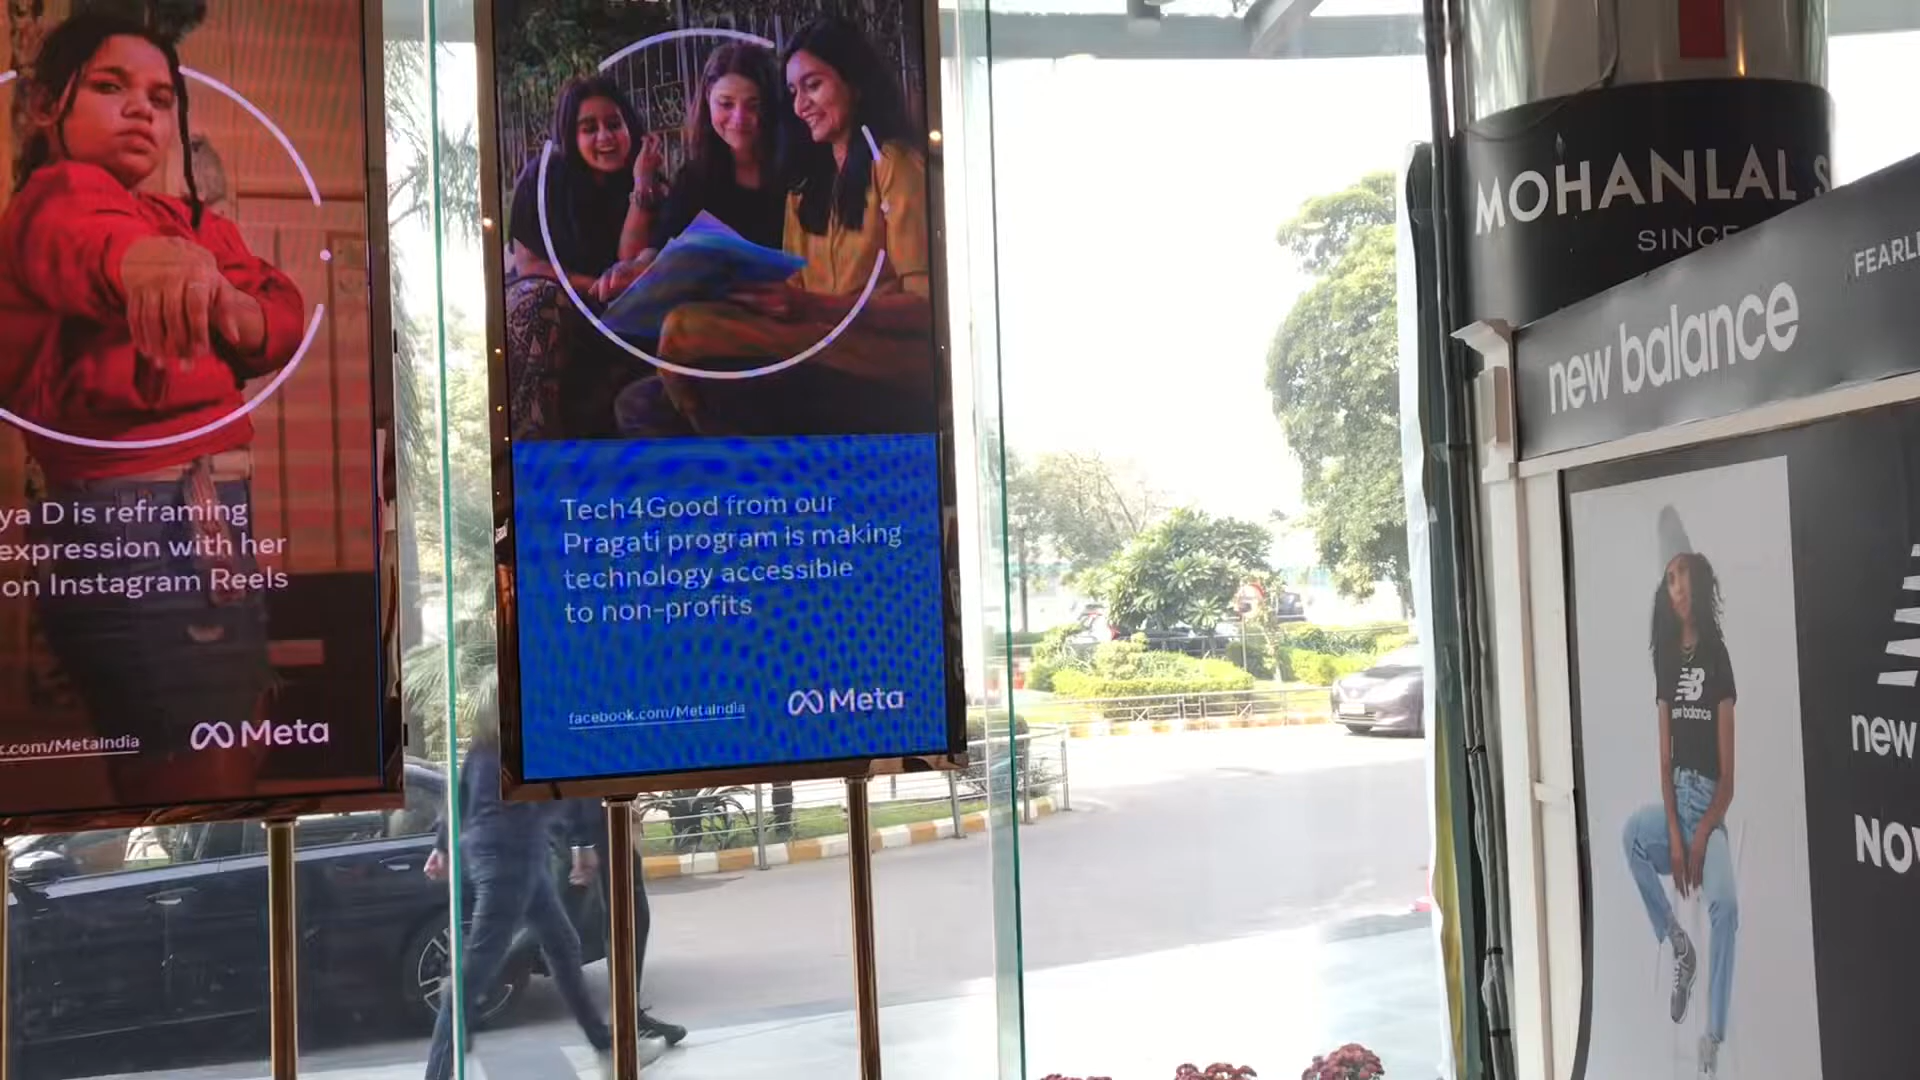 ya D is reframing
expression with her
on Instagram Reels
.com/MetaIndia
Meta
Tech4Good from our
Pragati program is making
technology accessible
to non-profits
facebook.com/MetaIndia
Meta
MOHANLAL S
SINCE
FEARL
new balance
new balance
new
NOW